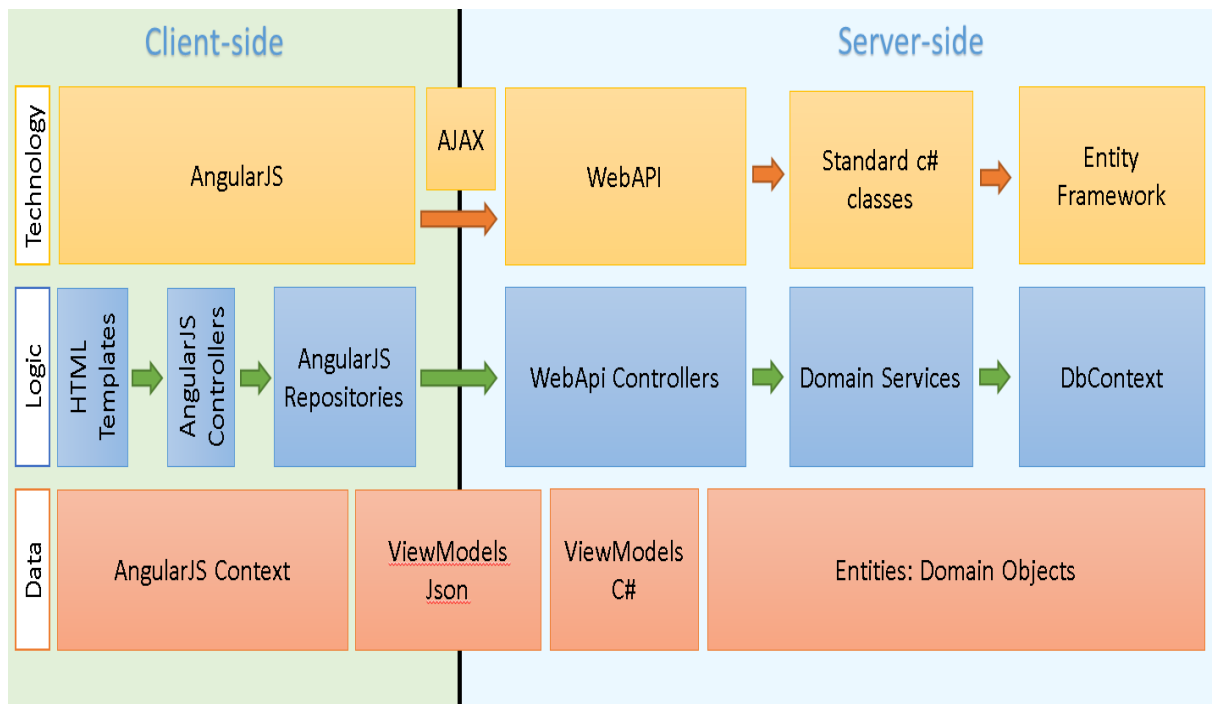 Client-side
Server-side
Technology
AngularJS
AJAX
WebAPI
Standard c#
classes
Entity
Framework
Logic
HTML
Templates
AngularJS
Controllers
AngularJS
Repositories
WebApi Controllers
Domain Services
DbContext
Data
AngularJS Context
ViewModels
Json
ViewModels
C#
Entities: Domain Objects